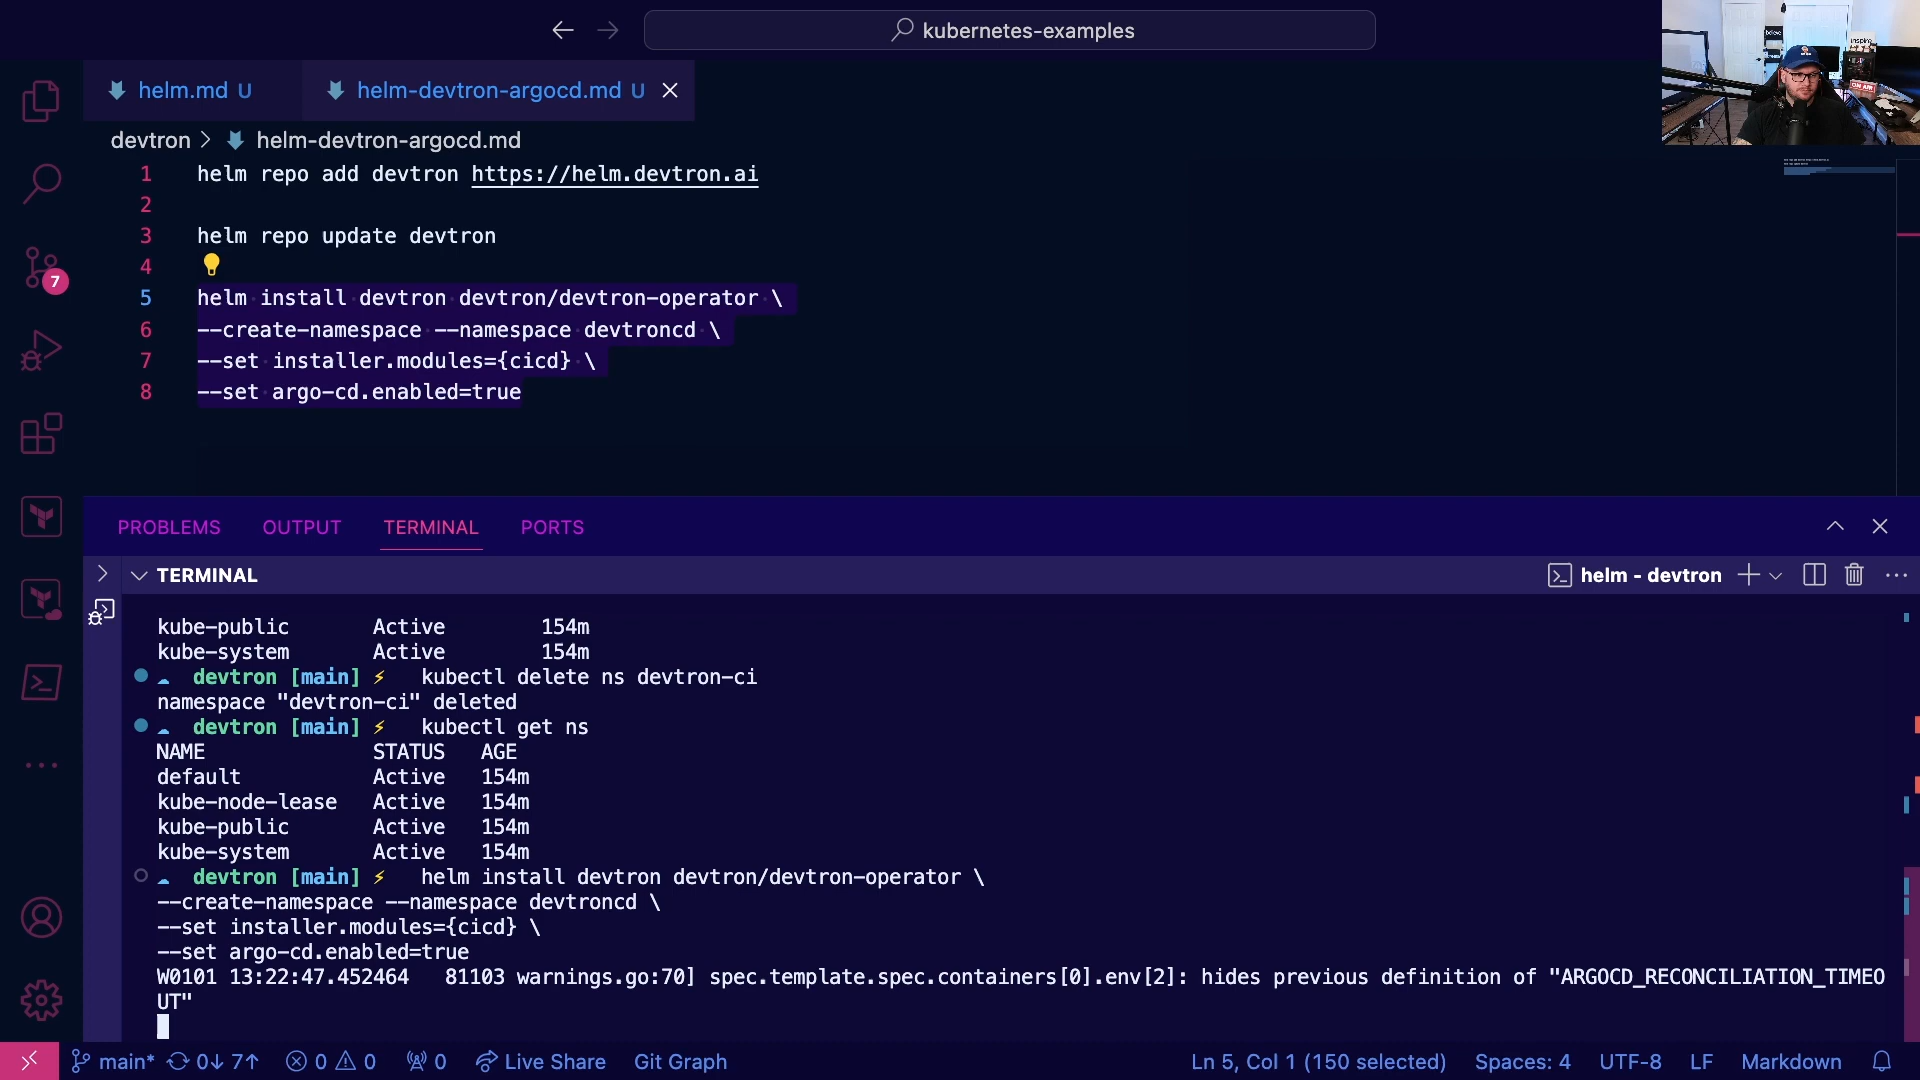 kubernetes-examples
helm.md U
helm-devtron-argocd.md U
devtron > helm-devtron-argocd.md
1 helm repo add devtron https://helm.devtron.ai
2
3 helm repo update devtron
4
5 helm install devtron devtron/devtron-operator \
6 --create-namespace --namespace devtroncd \
7 --set installer.modules={cicd} \
8 --set argo-cd.enabled=true
7
PROBLEMS OUTPUT TERMINAL PORTS
TERMINAL
helm - devtron
kube-public Active 154m
kube-system Active 154m
devtron [main] ⚡ kubectl delete ns devtron-ci
namespace "devtron-ci" deleted
devtron [main] ⚡ kubectl get ns
NAME STATUS AGE
default Active 154m
kube-node-lease Active 154m
kube-public Active 154m
kube-system Active 154m
devtron [main] ⚡ helm install devtron devtron/devtron-operator \
--create-namespace --namespace devtroncd \
--set installer.modules={cicd} \
--set argo-cd.enabled=true
W0101 13:22:47.452464 81103 warnings.go:70] spec.template.spec.containers[0].env[2]: hides previous definition of "ARGOCD_RECONCILIATION_TIMEO
UT"
main* 0↓ 7↑ 0 0 0 Live Share Git Graph
Ln 5, Col 1 (150 selected) Spaces: 4 UTF-8 LF Markdown